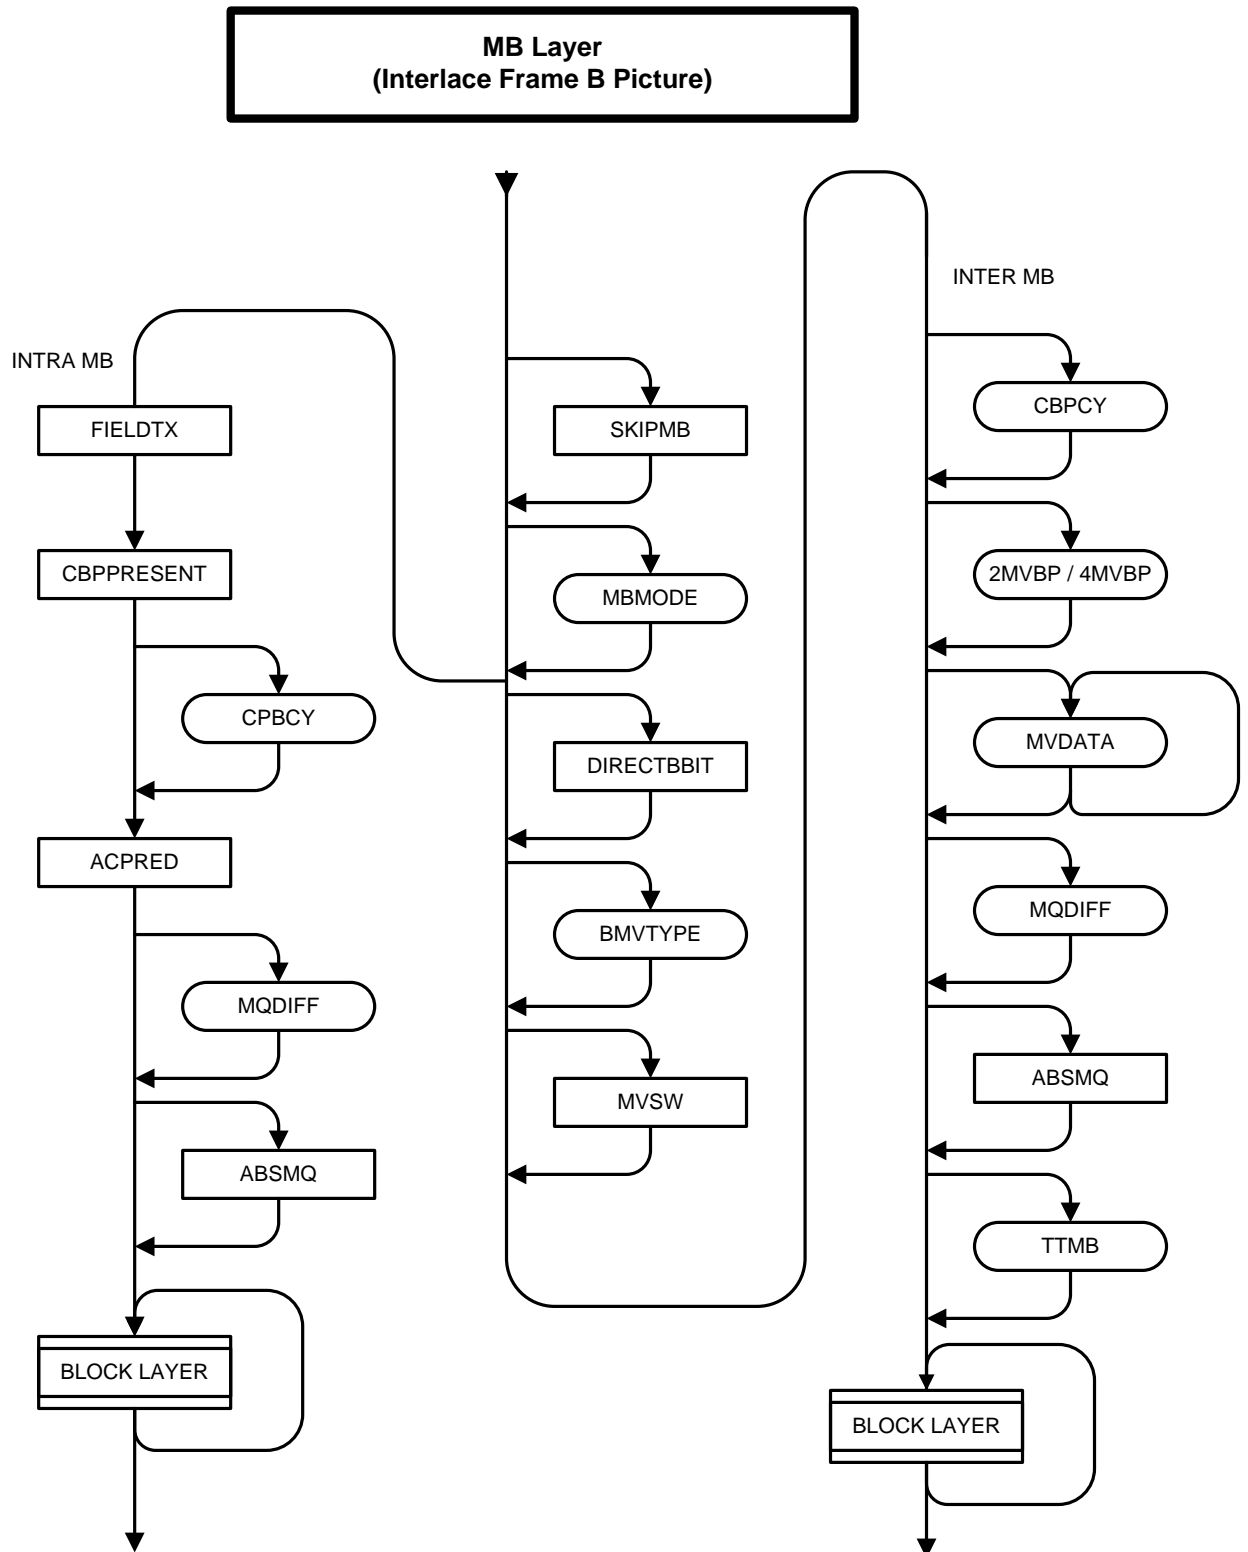 MB Layer
(Interlace Frame B Picture)
INTRA MB
FIELDTX
CBPPRESENT
CPBCY
ACPRED
MQDIFF
ABSMQ
BLOCK LAYER
SKIPMB
MBMODE
DIRECTBBIT
BMVTYPE
MVSW
INTER MB
CBPCY
2MVBP / 4MVBP
MVDATA
MQDIFF
ABSMQ
TTMB
BLOCK LAYER